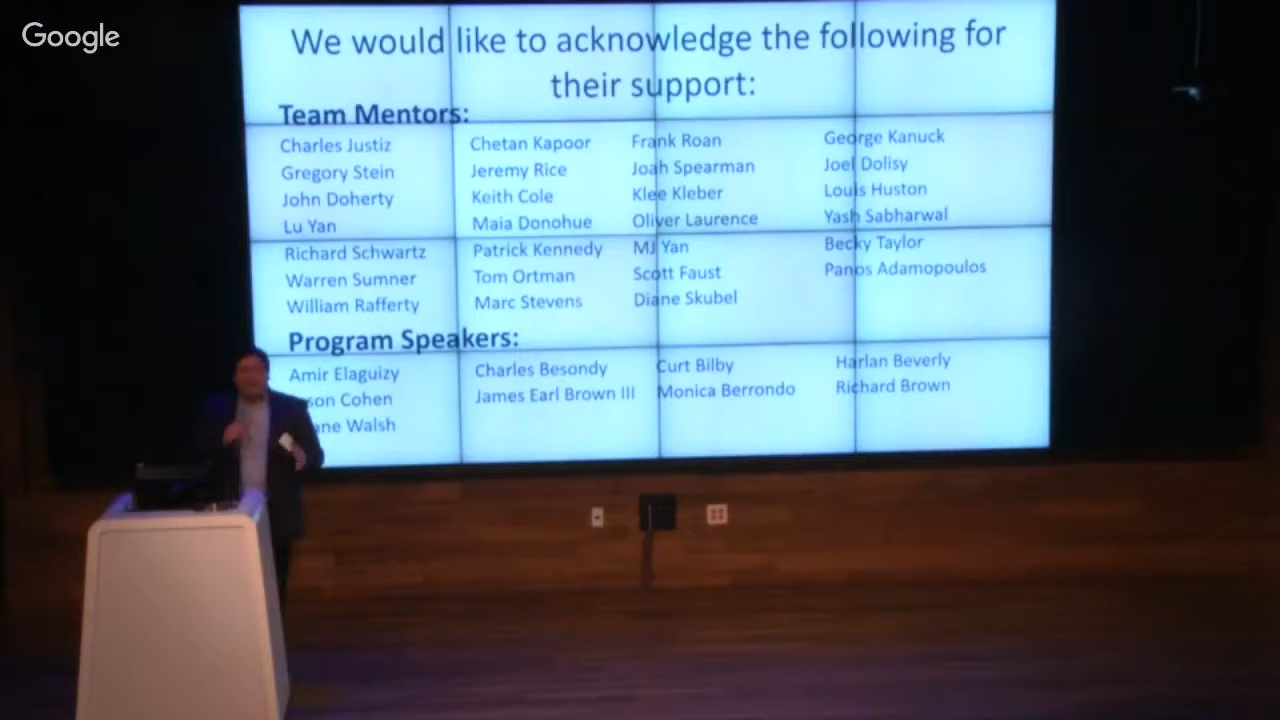 Google
We would like to acknowledge the following for
their support:
Team Mentors:
Charles Justiz
Gregory Stein
John Doherty
Lu Yan
Richard Schwartz
Warren Sumner
William Rafferty
Chetan Kapoor
Jeremy Rice
Keith Cole
Maia Donohue
Patrick Kennedy
Tom Ortman
Marc Stevens
Frank Roan
Joah Spearman
Klee Kleber
Oliver Laurence
MJ Yan
Scott Faust
Diane Skubel
George Kanuck
Joel Dolisy
Louis Huston
Yash Sabharwal
Becky Taylor
Panos Adamopoulos
Program Speakers:
Amir Elaguizy
Cohen
Walsh
Charles Besondy
James Earl Brown III
Curt Bilby
Monica Berrondo
Harlan Beverly
Richard Brown